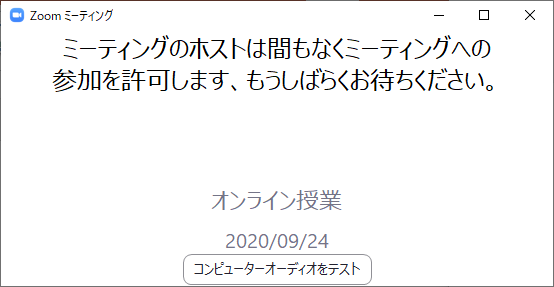 Zoom ミーティング
ミーティングのホストは間もなくミーティングへの
参加を許可します、もうしばらくお待ちください。
オンライン授業
2020/09/24
コンピューターオーディオをテスト